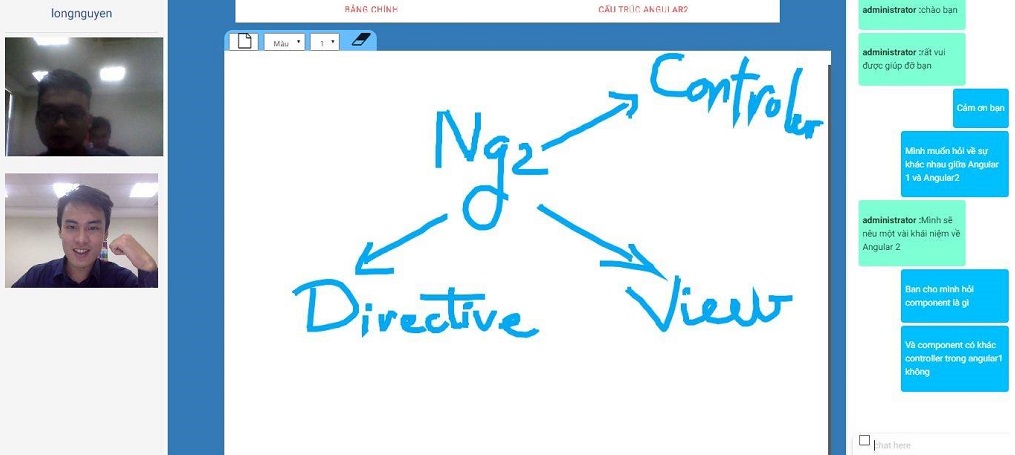 longnguyen
BẢNG CHÍNH
CẤU TRÚC ANGULAR2
Màu
1
Ng2
Controler
Directive
View
administrator :chào bạn
administrator :rất vui
được giúp đỡ bạn
Cảm ơn bạn
Mình muốn hỏi về sự
khác nhau giữa Angular
1 và Angular2
administrator :Mình sẽ
nêu một vài khái niệm về
Angular 2
Ban cho mình hỏi
component là gì
Và component có khác
controller trong angular1
không
chat here